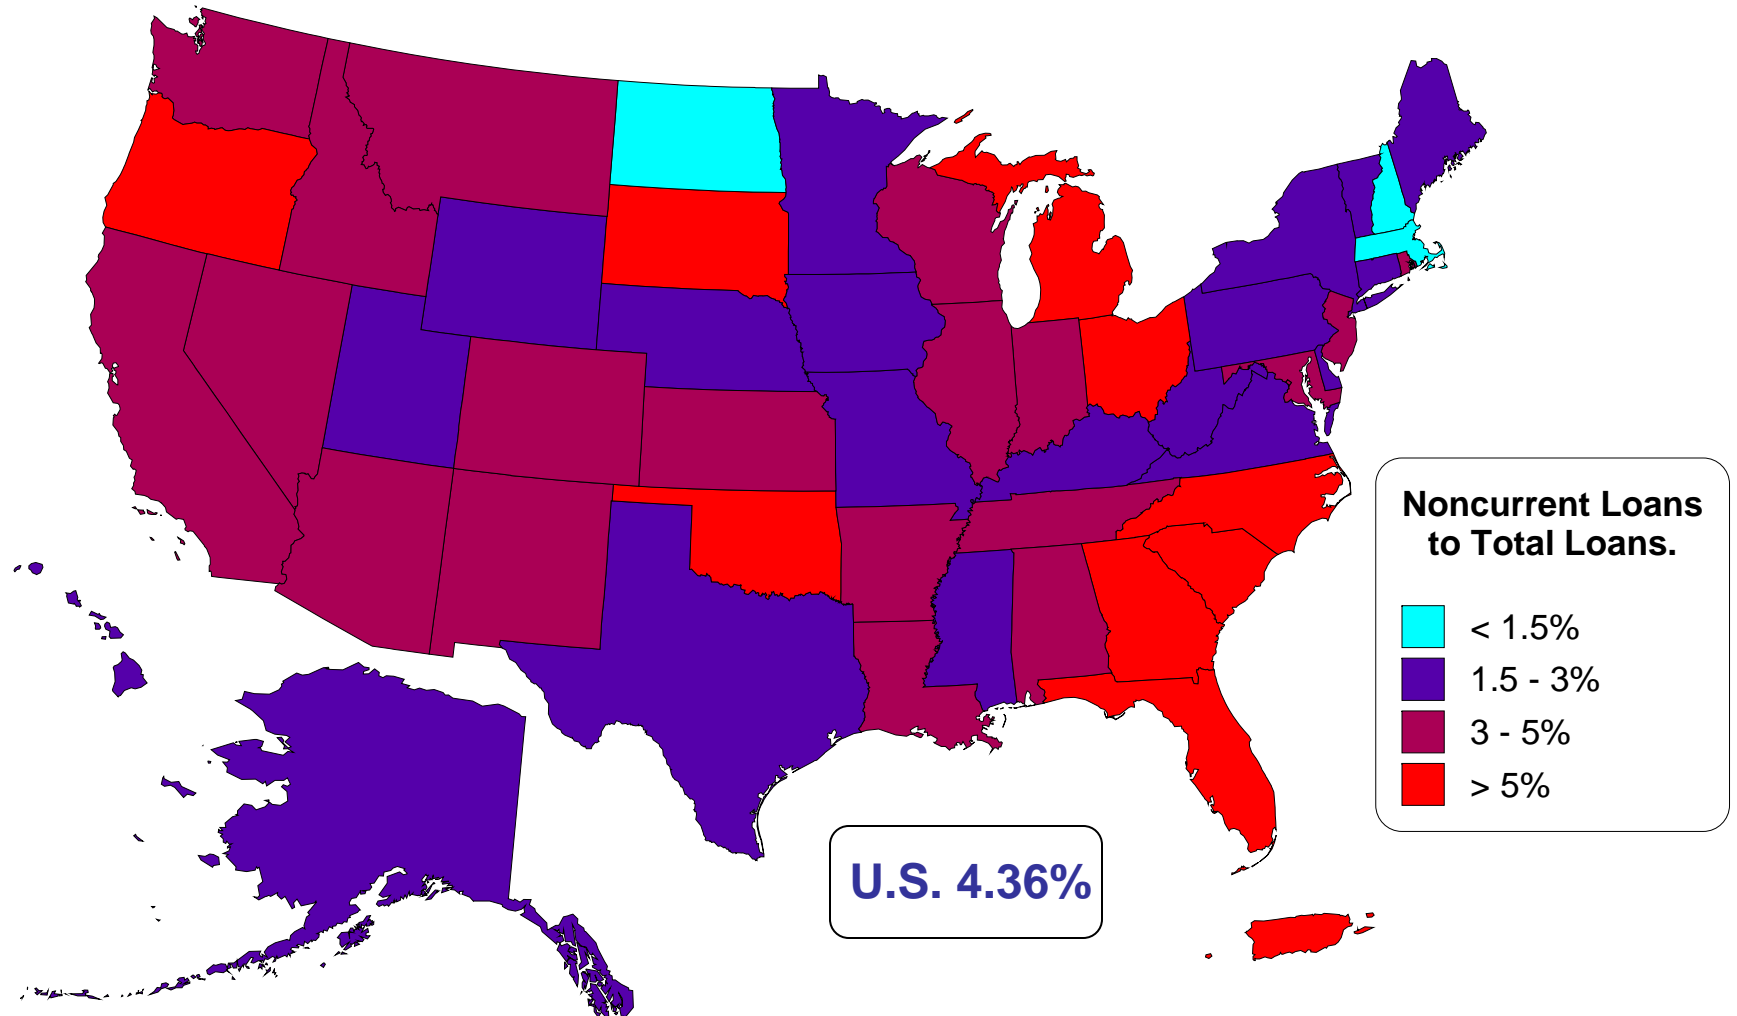 Noncurrent Loans
to Total Loans.
< 1.5%
1.5 - 3%
3 - 5%
> 5%
U.S. 4.36%